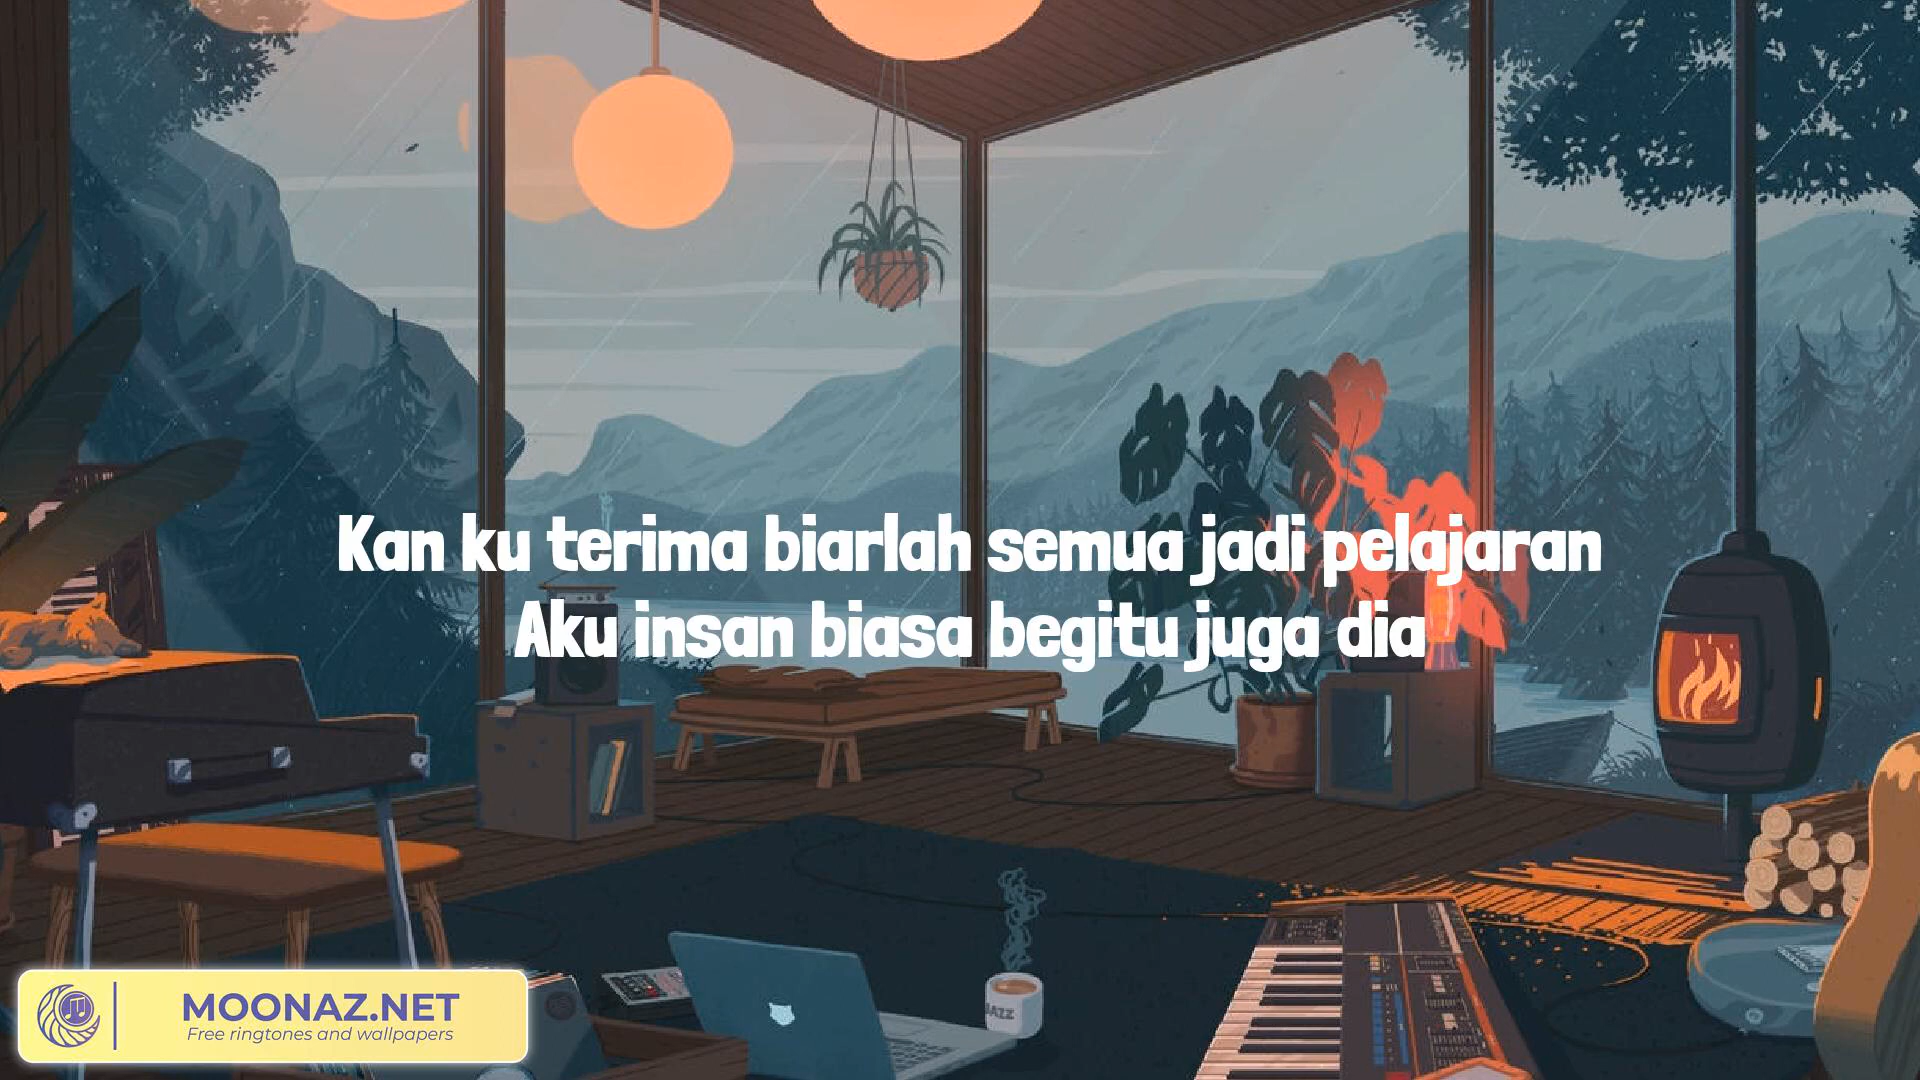 Kan ku terima biarlah semua jadi pelajaran
Aku insan biasa begitu juga dia
JAZZ
MOONAZ.NET
Free ringtones and wallpapers